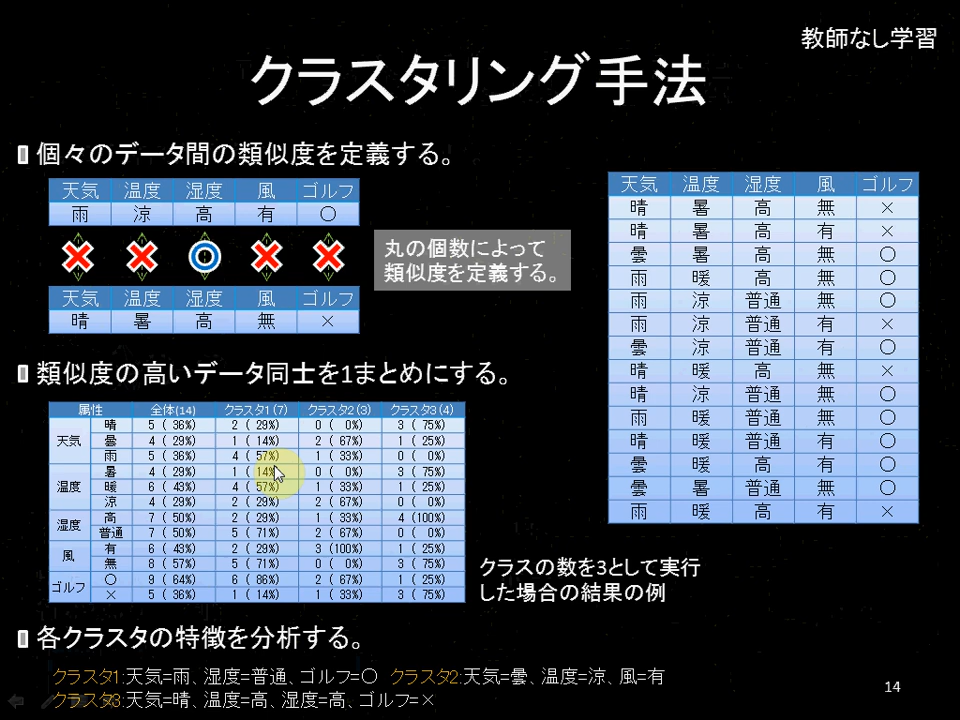 教師なし学習
クラスタリング手法
個々のデータ間の類似度を定義する。
天気 温度 湿度 風 ゴルフ
雨 涼 高 有 ○
丸の個数によって
類似度を定義する。
天気 温度 湿度 風 ゴルフ
晴 暑 高 無 ×
類似度の高いデータ同士を1まとめにする。
属性 全体(14) クラスタ1(7) クラスタ2(3) クラスタ3(4)
天気 晴 5 ( 36%) 2 ( 29%) 0 ( 0%) 3 ( 75%)
曇 4 ( 29%) 1 ( 14%) 2 ( 67%) 1 ( 25%)
雨 5 ( 36%) 4 ( 57%) 1 ( 33%) 0 ( 0%)
温度 暑 4 ( 29%) 1 ( 14%) 0 ( 0%) 3 ( 75%)
暖 6 ( 43%) 4 ( 57%) 1 ( 33%) 1 ( 25%)
涼 4 ( 29%) 2 ( 29%) 2 ( 67%) 0 ( 0%)
湿度 高 7 ( 50%) 2 ( 29%) 1 ( 33%) 4 (100%)
普通 7 ( 50%) 5 ( 71%) 2 ( 67%) 0 ( 0%)
風 有 6 ( 43%) 2 ( 29%) 3 (100%) 1 ( 25%)
無 8 ( 57%) 5 ( 71%) 0 ( 0%) 3 ( 75%)
ゴルフ ○ 9 ( 64%) 6 ( 86%) 2 ( 67%) 1 ( 25%)
× 5 ( 36%) 1 ( 14%) 1 ( 33%) 3 ( 75%)
クラスの数を3として実行
した場合の結果の例
天気 温度 湿度 風 ゴルフ
晴 暑 高 無 ×
晴 暑 高 有 ×
曇 暑 高 無 ○
雨 暖 高 無 ○
雨 涼 普通 無 ○
雨 涼 普通 有 ×
曇 涼 普通 有 ○
晴 暖 高 無 ×
晴 涼 普通 無 ○
雨 暖 普通 無 ○
晴 暖 普通 有 ○
曇 暖 高 有 ○
曇 暑 普通 無 ○
雨 暖 高 有 ×
各クラスタの特徴を分析する。
クラスタ1:天気=雨、湿度=普通、ゴルフ=○ クラスタ2:天気=曇、温度=涼、風=有
クラスタ3:天気=晴、温度=高、湿度=高、ゴルフ=×
14